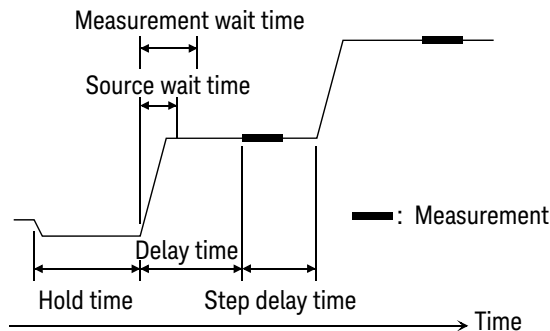 Measurement wait time
Source wait time
: Measurement
Delay time
Hold time
Step delay time
Time